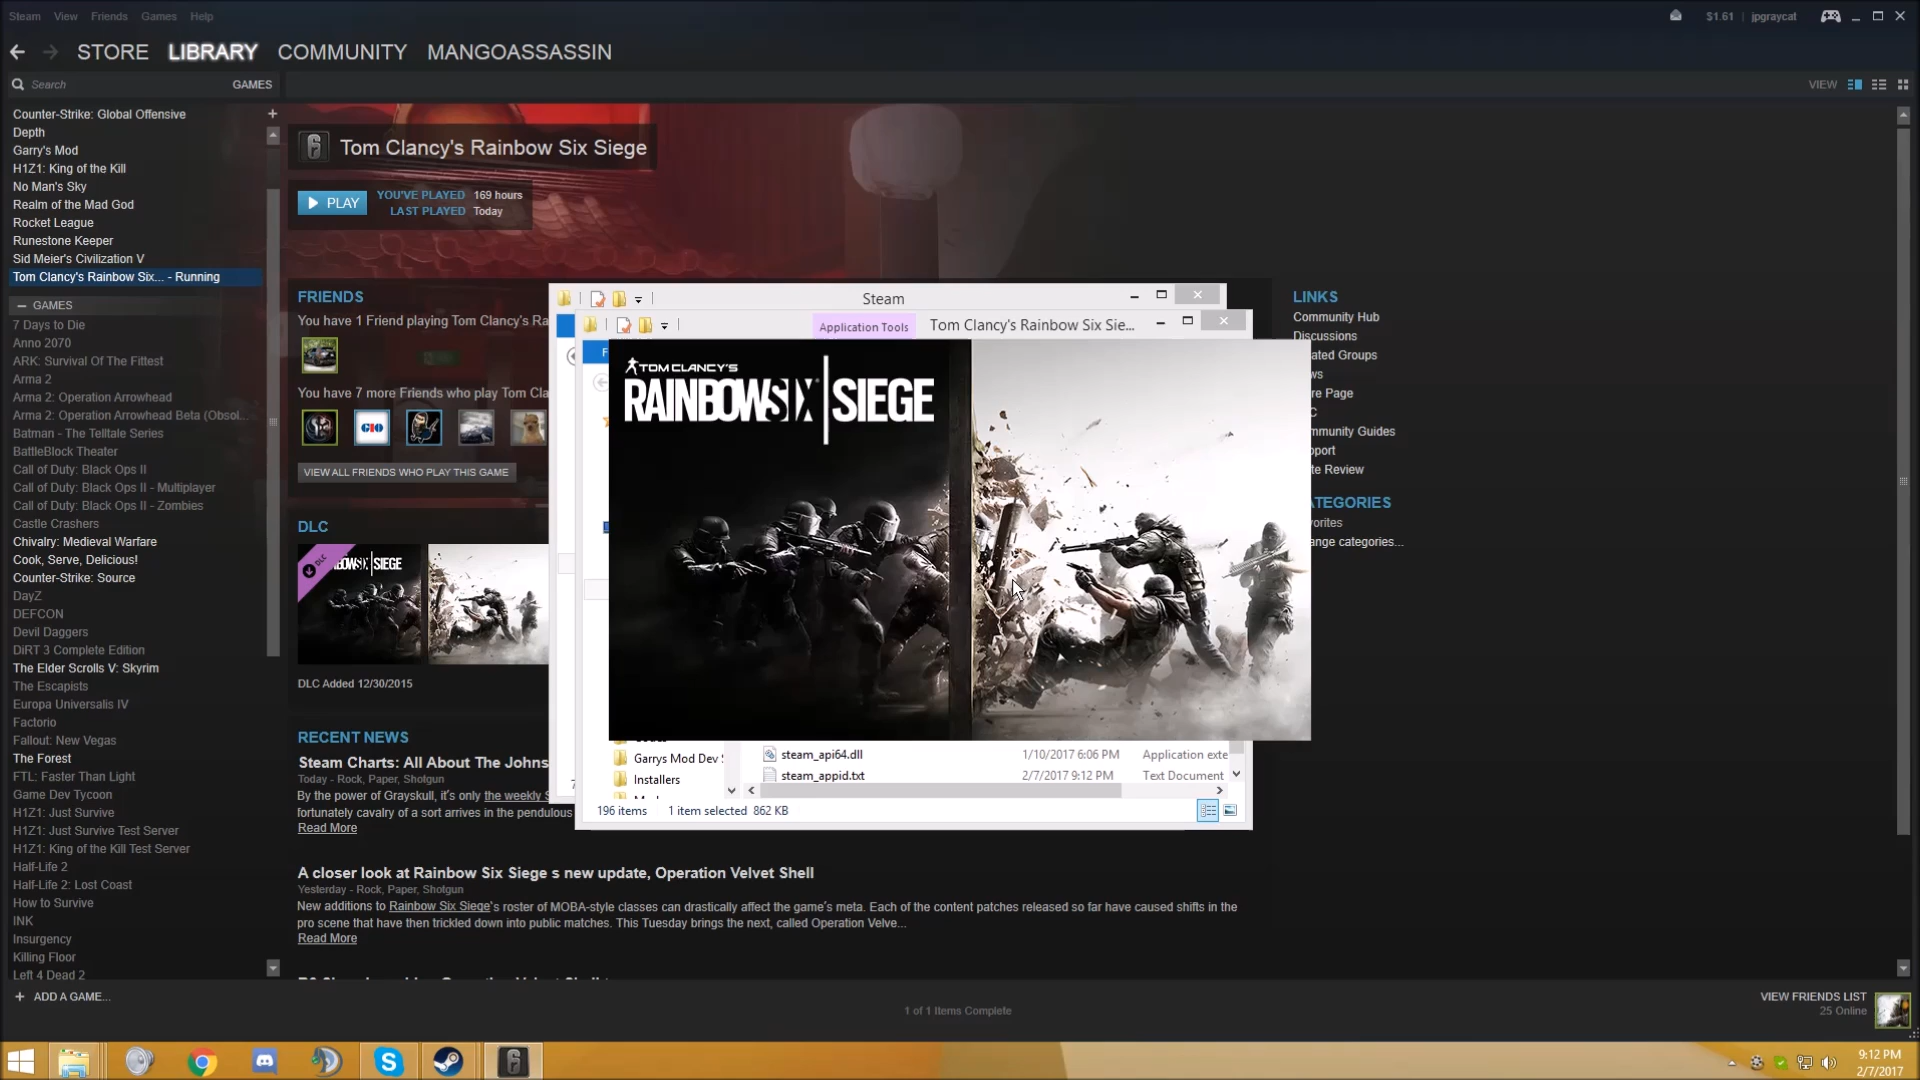 Steam View Friends Games Help
$1.61 | jpgraycat
STORE LIBRARY COMMUNITY MANGOASSASSIN
Search GAMES
VIEW
Counter-Strike: Global Offensive
Depth
Garry's Mod
H1Z1: King of the Kill
No Man's Sky
Realm of the Mad God
Rocket League
Runestone Keeper
Sid Meier's Civilization V
Tom Clancy's Rainbow Six... - Running
GAMES
7 Days to Die
Anno 2070
ARK: Survival Of The Fittest
Arma 2
Arma 2: Operation Arrowhead
Arma 2: Operation Arrowhead Beta (Obsol...
Batman - The Telltale Series
BattleBlock Theater
Call of Duty: Black Ops II
Call of Duty: Black Ops II - Multiplayer
Call of Duty: Black Ops II - Zombies
Castle Crashers
Chivalry: Medieval Warfare
Cook, Serve, Delicious!
Counter-Strike: Source
DayZ
DEFCON
Devil Daggers
DiRT 3 Complete Edition
The Elder Scrolls V: Skyrim
The Escapists
Europa Universalis IV
Factorio
Fallout: New Vegas
The Forest
FTL: Faster Than Light
Game Dev Tycoon
H1Z1: Just Survive
H1Z1: Just Survive Test Server
H1Z1: King of the Kill Test Server
Half-Life 2
Half-Life 2: Lost Coast
How to Survive
INK
Insurgency
Killing Floor
Left 4 Dead 2
+ ADD A GAME...
Tom Clancy's Rainbow Six Siege
PLAY
YOU'VE PLAYED 169 hours
LAST PLAYED Today
FRIENDS
You have 1 Friend playing Tom Clancy's Ra
You have 7 more Friends who play Tom Cla
GIO
VIEW ALL FRIENDS WHO PLAY THIS GAME
DLC
DLC
SIEGE
DLC Added 12/30/2015
RECENT NEWS
Steam Charts: All About The Johns
Today - Rock, Paper, Shotgun
By the power of Grayskull, it's only the weekly S
fortunately cavalry of a sort arrives in the pendulous
Read More
A closer look at Rainbow Six Siege s new update, Operation Velvet Shell
Yesterday - Rock, Paper, Shotgun
New additions to Rainbow Six Siege's roster of MOBA-style classes can drastically affect the game's meta. Each of the content patches released so far have caused shifts in the
pro scene that have then trickled down into public matches. This Tuesday brings the next, called Operation Velve...
Read More
Steam
Application Tools Tom Clancy's Rainbow Six Sie...
F
TOM CLANCY'S
RAINBOW SIX SIEGE
Garrys Mod Dev
Installers
steam_api64.dll 1/10/2017 6:06 PM Application exte
steam_appid.txt 2/7/2017 9:12 PM Text Document
196 items 1 item selected 862 KB
LINKS
Community Hub
Discussions
ated Groups
ws
re Page
C
mmunity Guides
port
te Review
ATEGORIES
vorites
ange categories...
1 of 1 Items Complete
VIEW FRIENDS LIST
25 Online
9:12 PM
2/7/2017